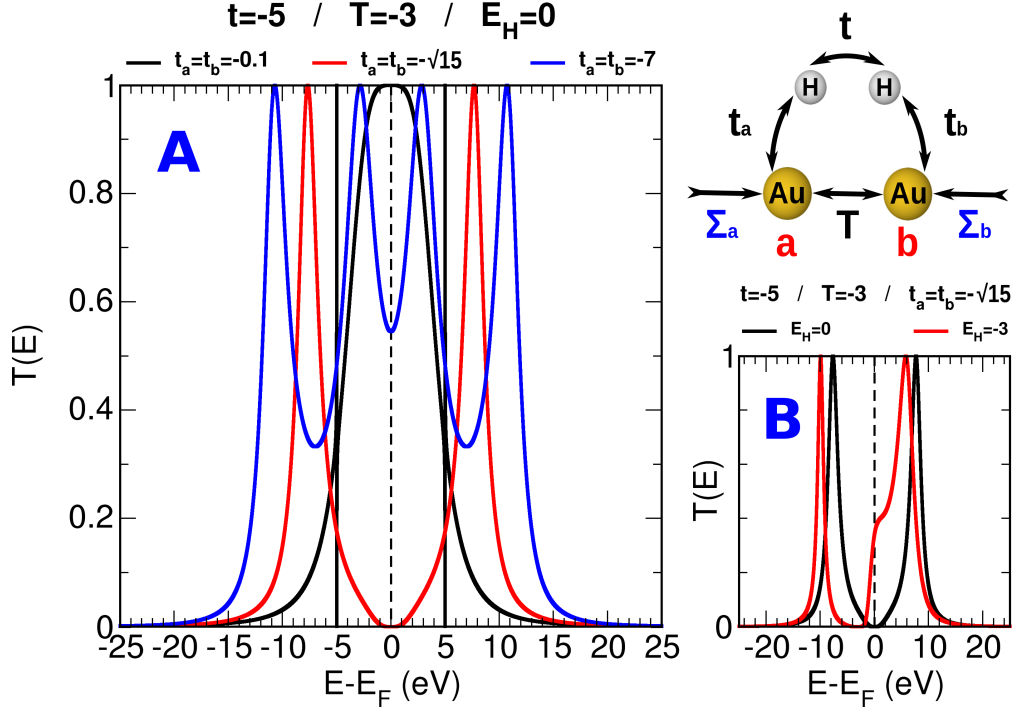 t=-5 / T=-3 / E_H=0
t_a=t_b=-0.1 t_a=t_b=-√15 t_a=t_b=-7
A
T(E)
1
0.8
0.6
0.4
0.2
0
-25 -20 -15 -10 -5 0 5 10 15 20 25
E-E_F (eV)
t
H H
t_a t_b
Au Au
Σ_a T Σ_b
a b
t=-5 / T=-3 / t_a=t_b=-√15
E_H=0 E_H=-3
B
T(E)
1
0
-20 -10 0 10 20
E-E_F (eV)